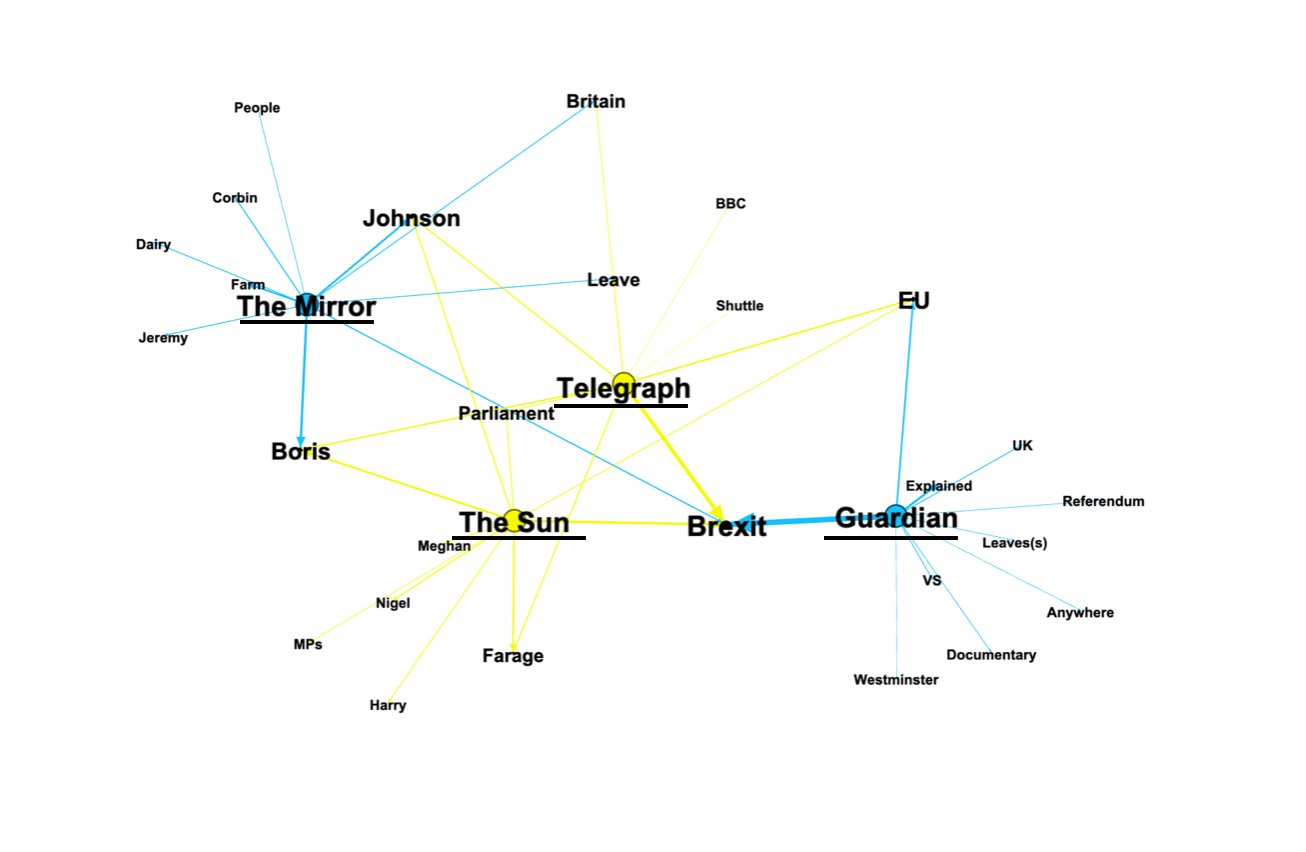 People
Britain
Corbin
BBC
Johnson
Dairy
Leave
Farm
EU
The Mirror
Shuttle
Jeremy
Telegraph
Parliament
UK
Boris
Explained
Referendum
Guardian
The Sun
Brexit
Leaves(s)
Meghan
VS
Nigel
Anywhere
MPs
Farage
Documentary
Westminster
Harry